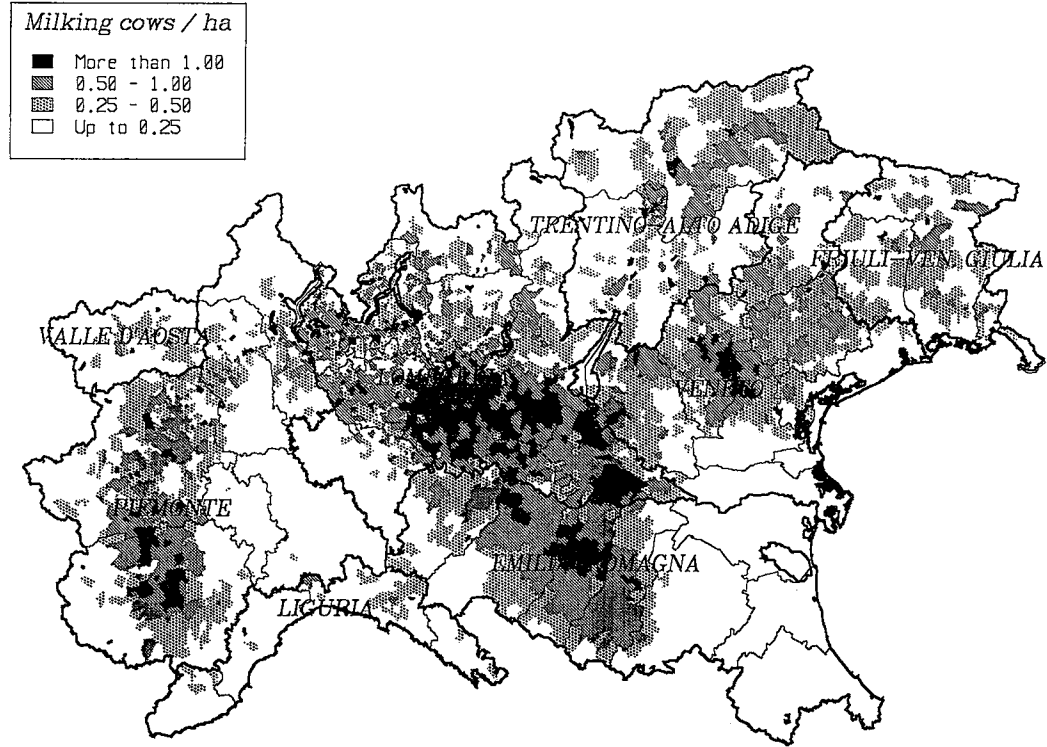 Milking cows / ha
More than 1.00
0.50 - 1.00
0.25 - 0.50
Up to 0.25
TRENTINO-ALTO ADIGE
FRIULI-VEN. GIULIA
VALLE D'AOSTA
VENETO
PIEMONTE
EMILIA ROMAGNA
LIGURIA